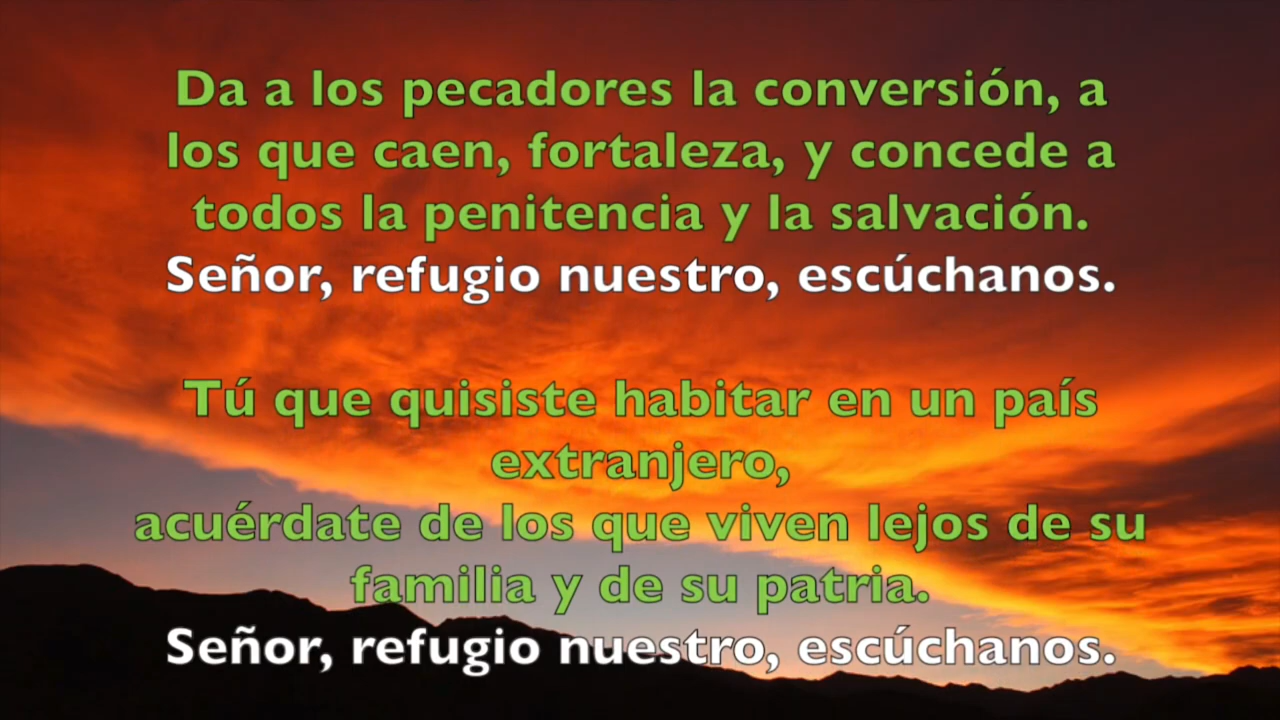 Da a los pecadores la conversión, a
los que caen, fortaleza, y concede a
todos la penitencia y la salvación.
Señor, refugio nuestro, escúchanos.
Tú que quisiste habitar en un país
extranjero,
acuérdate de los que viven lejos de su
familia y de su patria.
Señor, refugio nuestro, escúchanos.